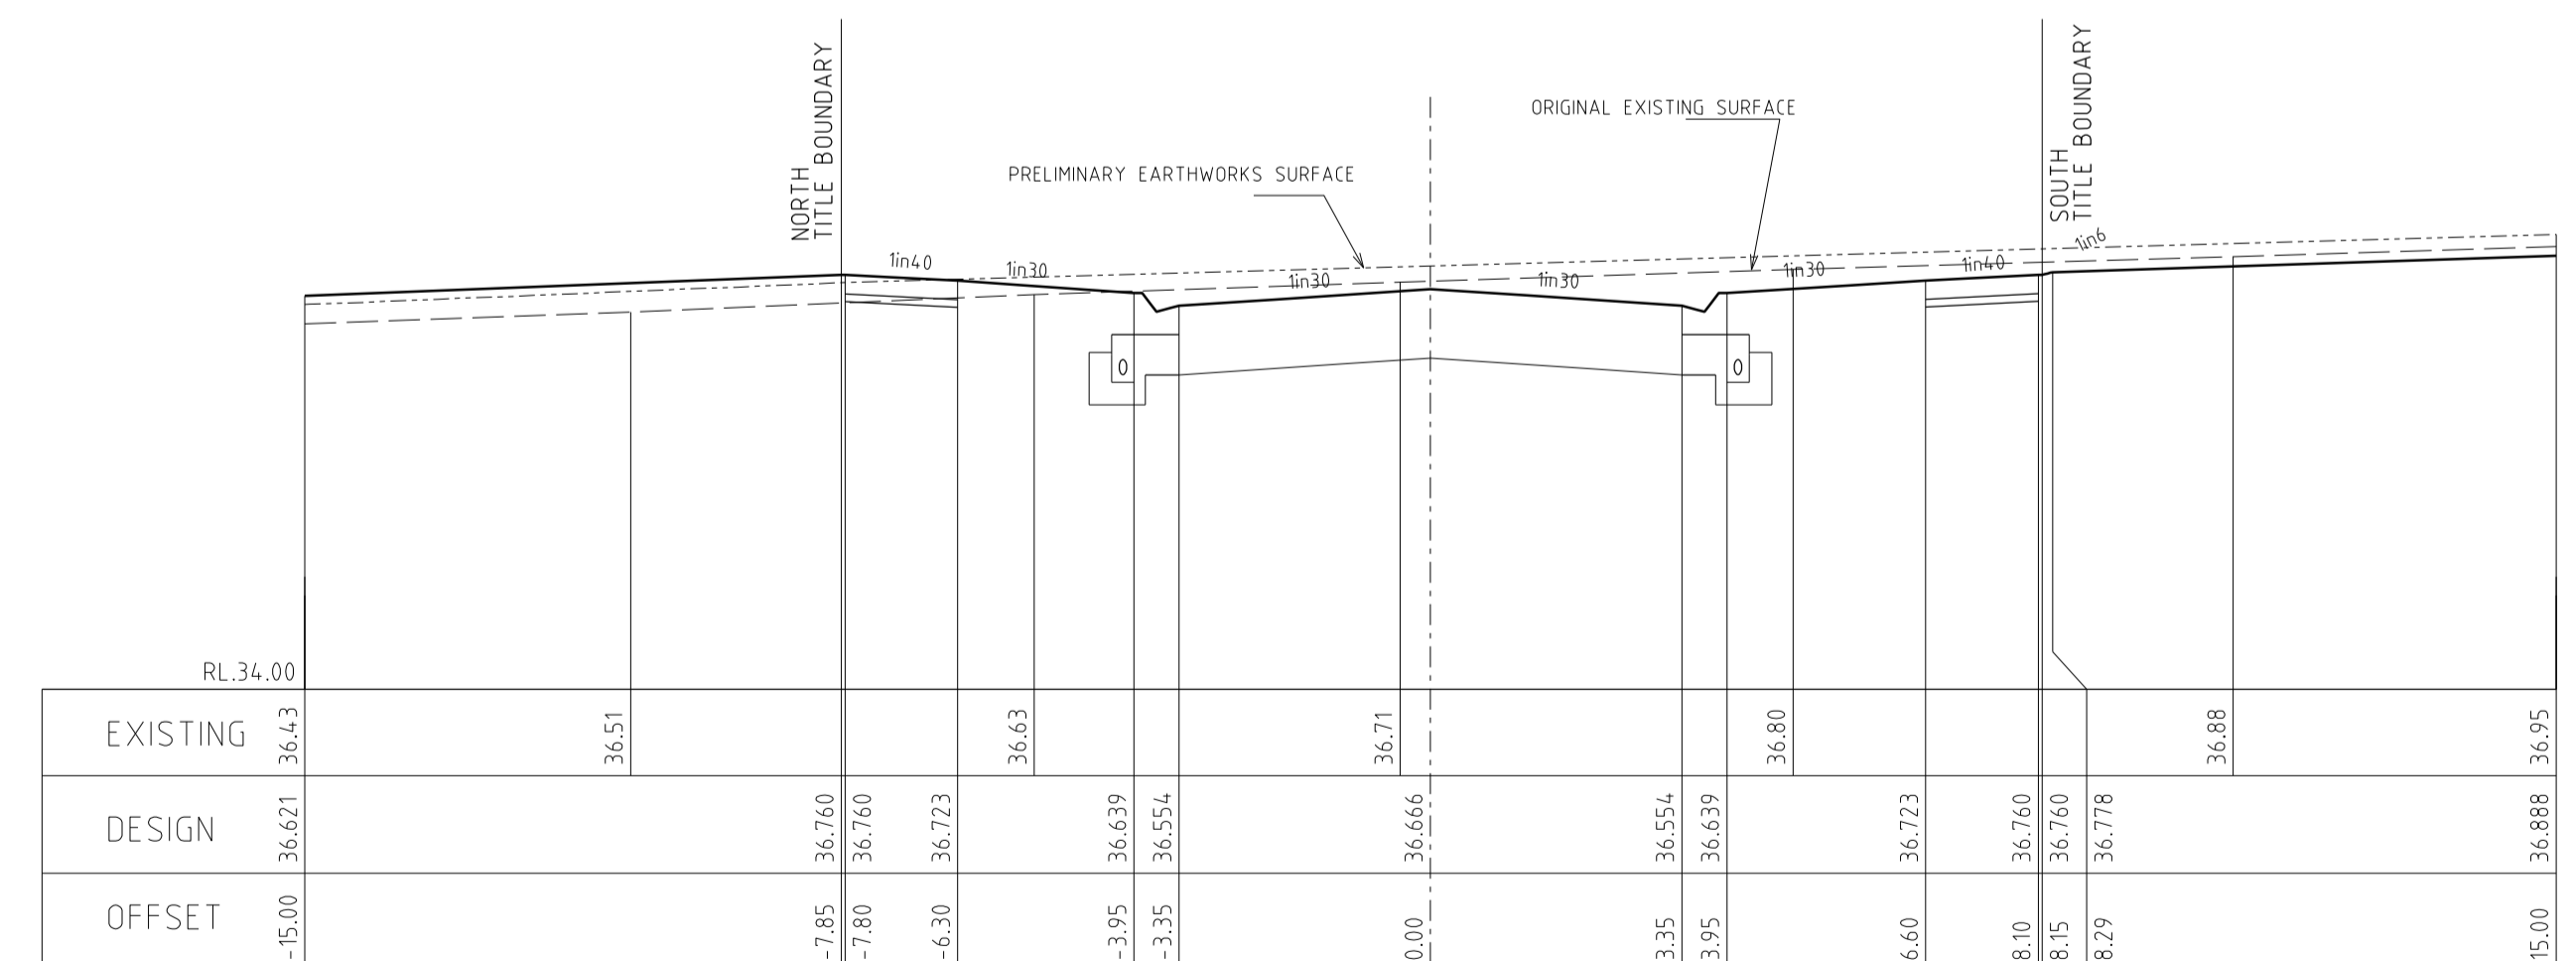 NORTH
TITLE BOUNDARY
SOUTH
TITLE BOUNDARY
ORIGINAL EXISTING SURFACE
PRELIMINARY EARTHWORKS SURFACE
1in40
1in30
1in30
1in30
1in30
1in40
1in6
0
0
RL.34.00
EXISTING 36.43 36.51 36.63 36.71 36.80 36.88 36.95
DESIGN 36.621 36.760 36.760 36.723 36.639 36.554 36.666 36.554 36.639 36.723 36.760 36.760 36.778 36.888
OFFSET -15.00 -7.85 -7.80 -6.30 -3.95 -3.35 0.00 3.35 3.95 6.60 8.10 8.15 8.29 15.00